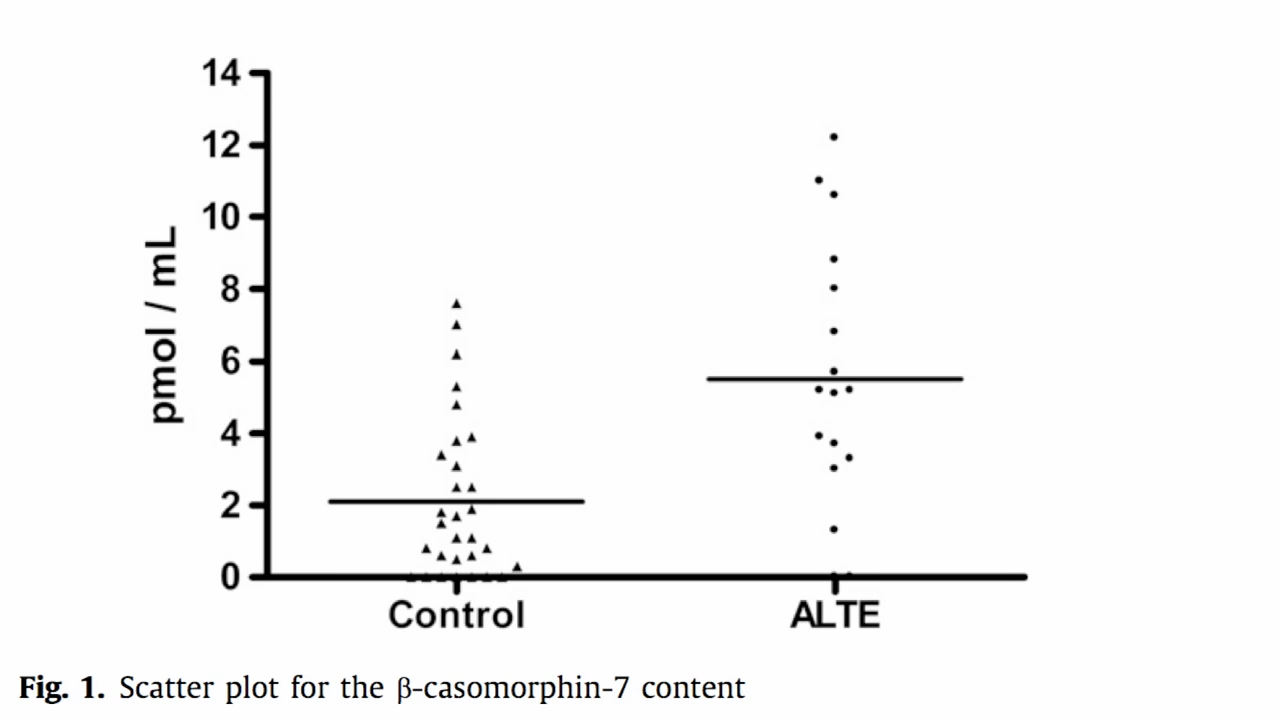 14
12
10
8
6
4
2
0
pmol / mL
Control
ALTE
Fig. 1. Scatter plot for the β-casomorphin-7 content